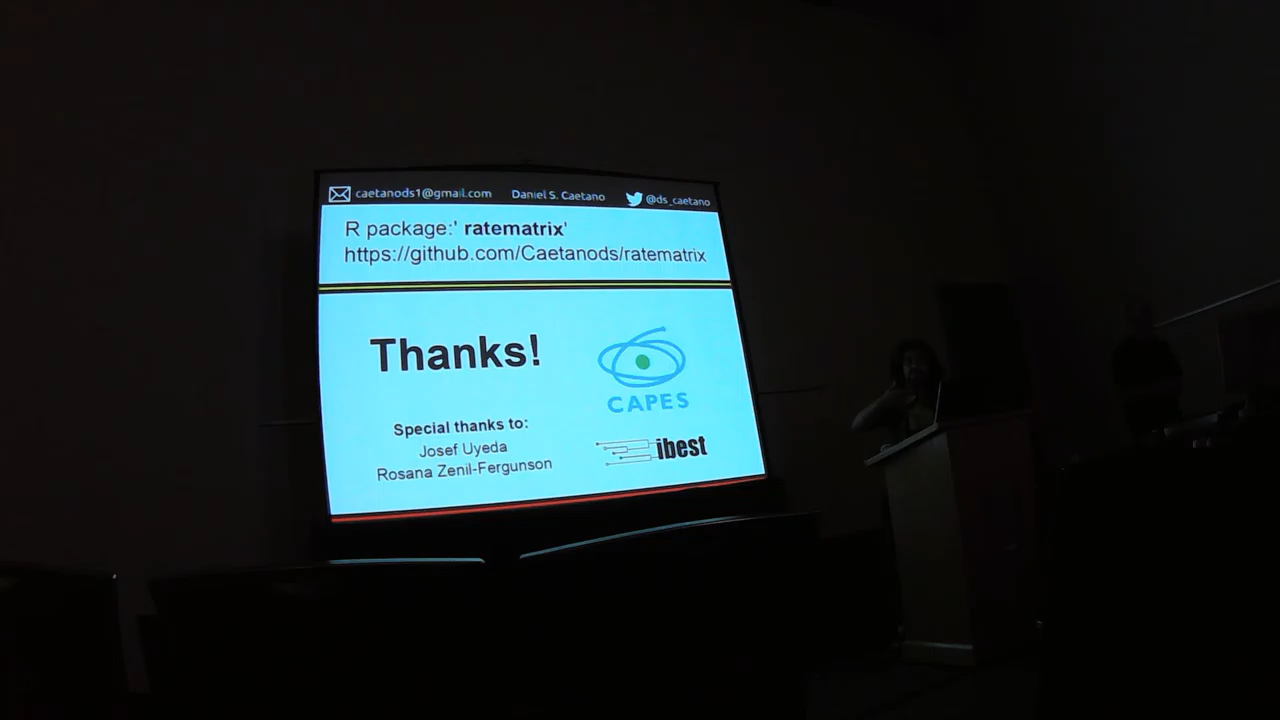 caetanods1@gmail.com Daniel S. Caetano @ds_caetano
R package:' ratematrix'
https://github.com/Caetanods/ratematrix
Thanks!
CAPES
Special thanks to:
Josef Uyeda
Rosana Zenil-Fergunson
ibest